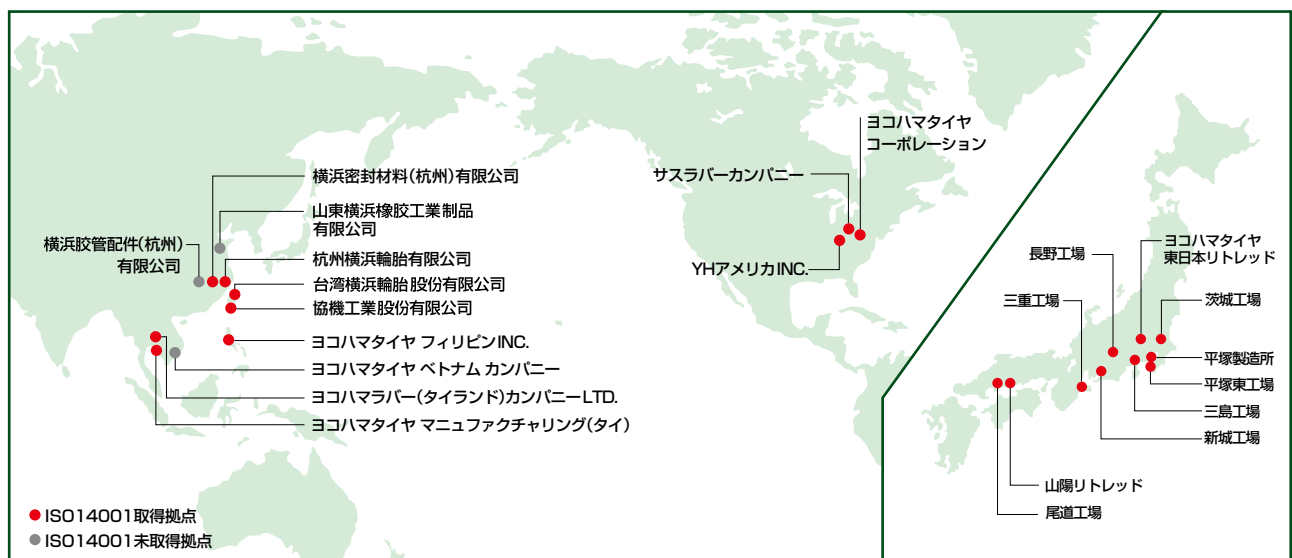 横浜密封材料(杭州)有限公司
山東横浜橡胶工業制品
有限公司
横浜胶管配件(杭州)
有限公司
杭州横浜輪胎有限公司
台湾横浜輪胎股份有限公司
協機工業股份有限公司
ヨコハマタイヤ フィリピンINC.
ヨコハマタイヤ ベトナム カンパニー
ヨコハマラバー(タイランド)カンパニーLTD.
ヨコハマタイヤ マニュファクチャリング(タイ)
ISO14001取得拠点
ISO14001未取得拠点
ヨコハマタイヤ
コーポレーション
サスラバーカンパニー
YHアメリカINC.
長野工場
ヨコハマタイヤ
東日本リトレッド
三重工場
茨城工場
平塚製造所
平塚東工場
三島工場
新城工場
山陽リトレッド
尾道工場